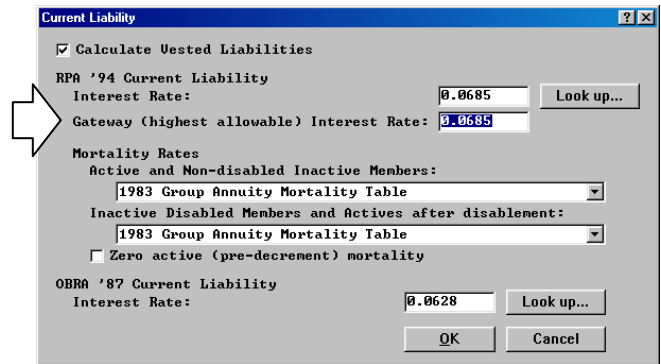 Current Liability
Calculate Vested Liabilities
RPA '94 Current Liability
Interest Rate: 0.0685 Look up...
Gateway (highest allowable) Interest Rate: 0.0685
Mortality Rates
Active and Non-disabled Inactive Members:
1983 Group Annuity Mortality Table
Inactive Disabled Members and Actives after disablement:
1983 Group Annuity Mortality Table
Zero active (pre-decrement) mortality
OBRA '87 Current Liability
Interest Rate: 0.0628 Look up...
OK Cancel